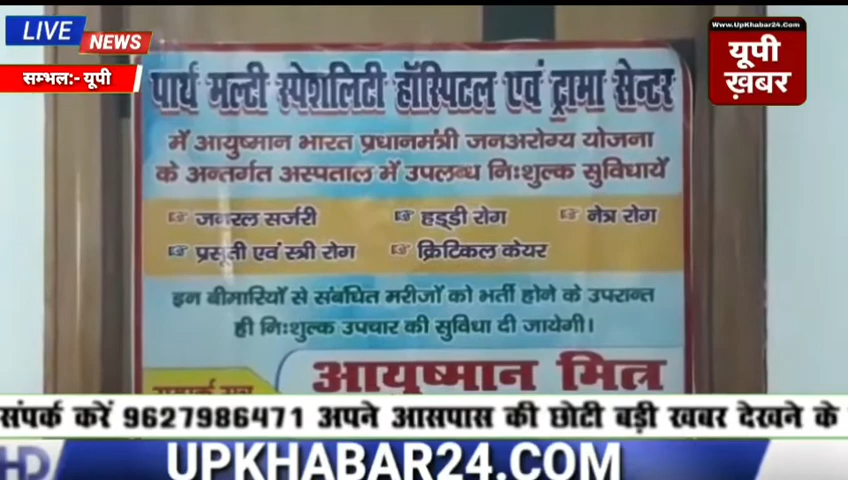 LIVE
NEWS
सम्भल:- यूपी
Www.UpKhabar24.Com
यूपी
ख़बर
पार्थ मल्टी स्पेशलिटी हॉस्पिटल एवं ट्रामा सेन्टर
में आयुष्मान भारत प्रधानमंत्री जनअरोग्य योजना
के अन्तर्गत अस्पताल में उपलब्ध निःशुल्क सुविधायें
जनरल सर्जरी हड्डी रोग नेत्र रोग
प्रसूती एवं स्त्री रोग क्रिटिकल केयर
इन बीमारियों से संबंधित मरीजों को भर्ती होने के उपरान्त
ही निःशुल्क उपचार की सुविधा दी जायेगी।
आयुष्मान मित्र
संपर्क करें 9627986471 अपने आसपास की छोटी बड़ी खबर देखने के
HD
UPKHABAR24.COM